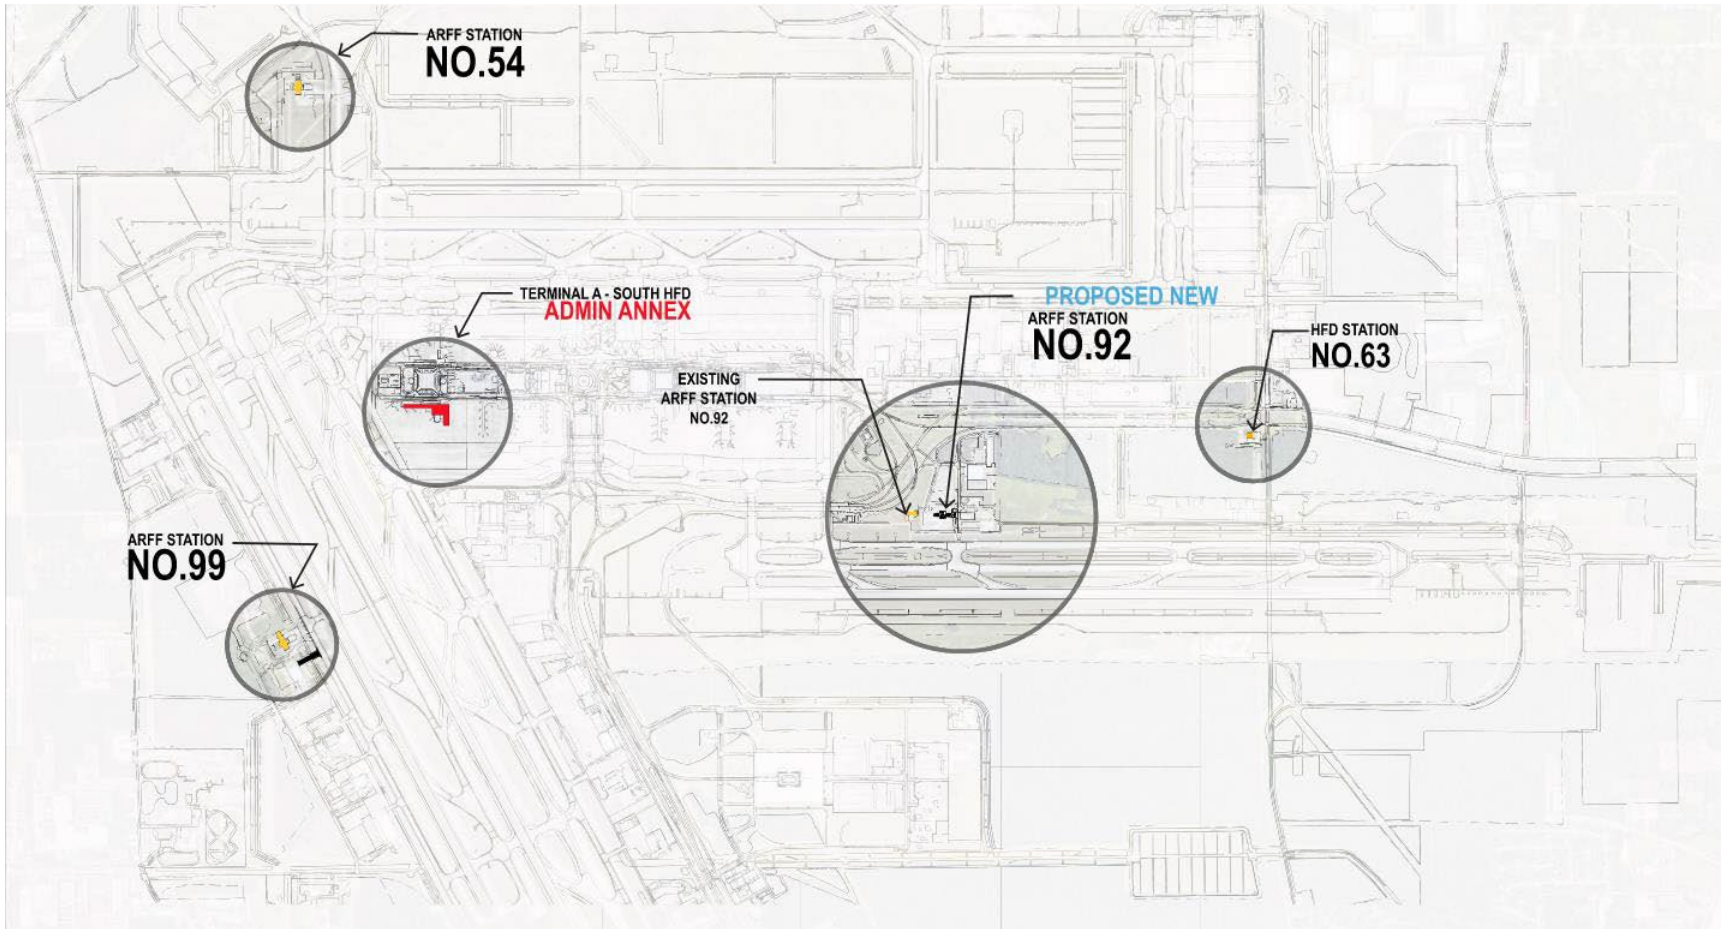 ARFF STATION
NO.54
TERMINAL A - SOUTH HFD
ADMIN ANNEX
PROPOSED NEW
ARFF STATION
NO.92
HFD STATION
NO.63
EXISTING
ARFF STATION
NO.92
ARFF STATION
NO.99